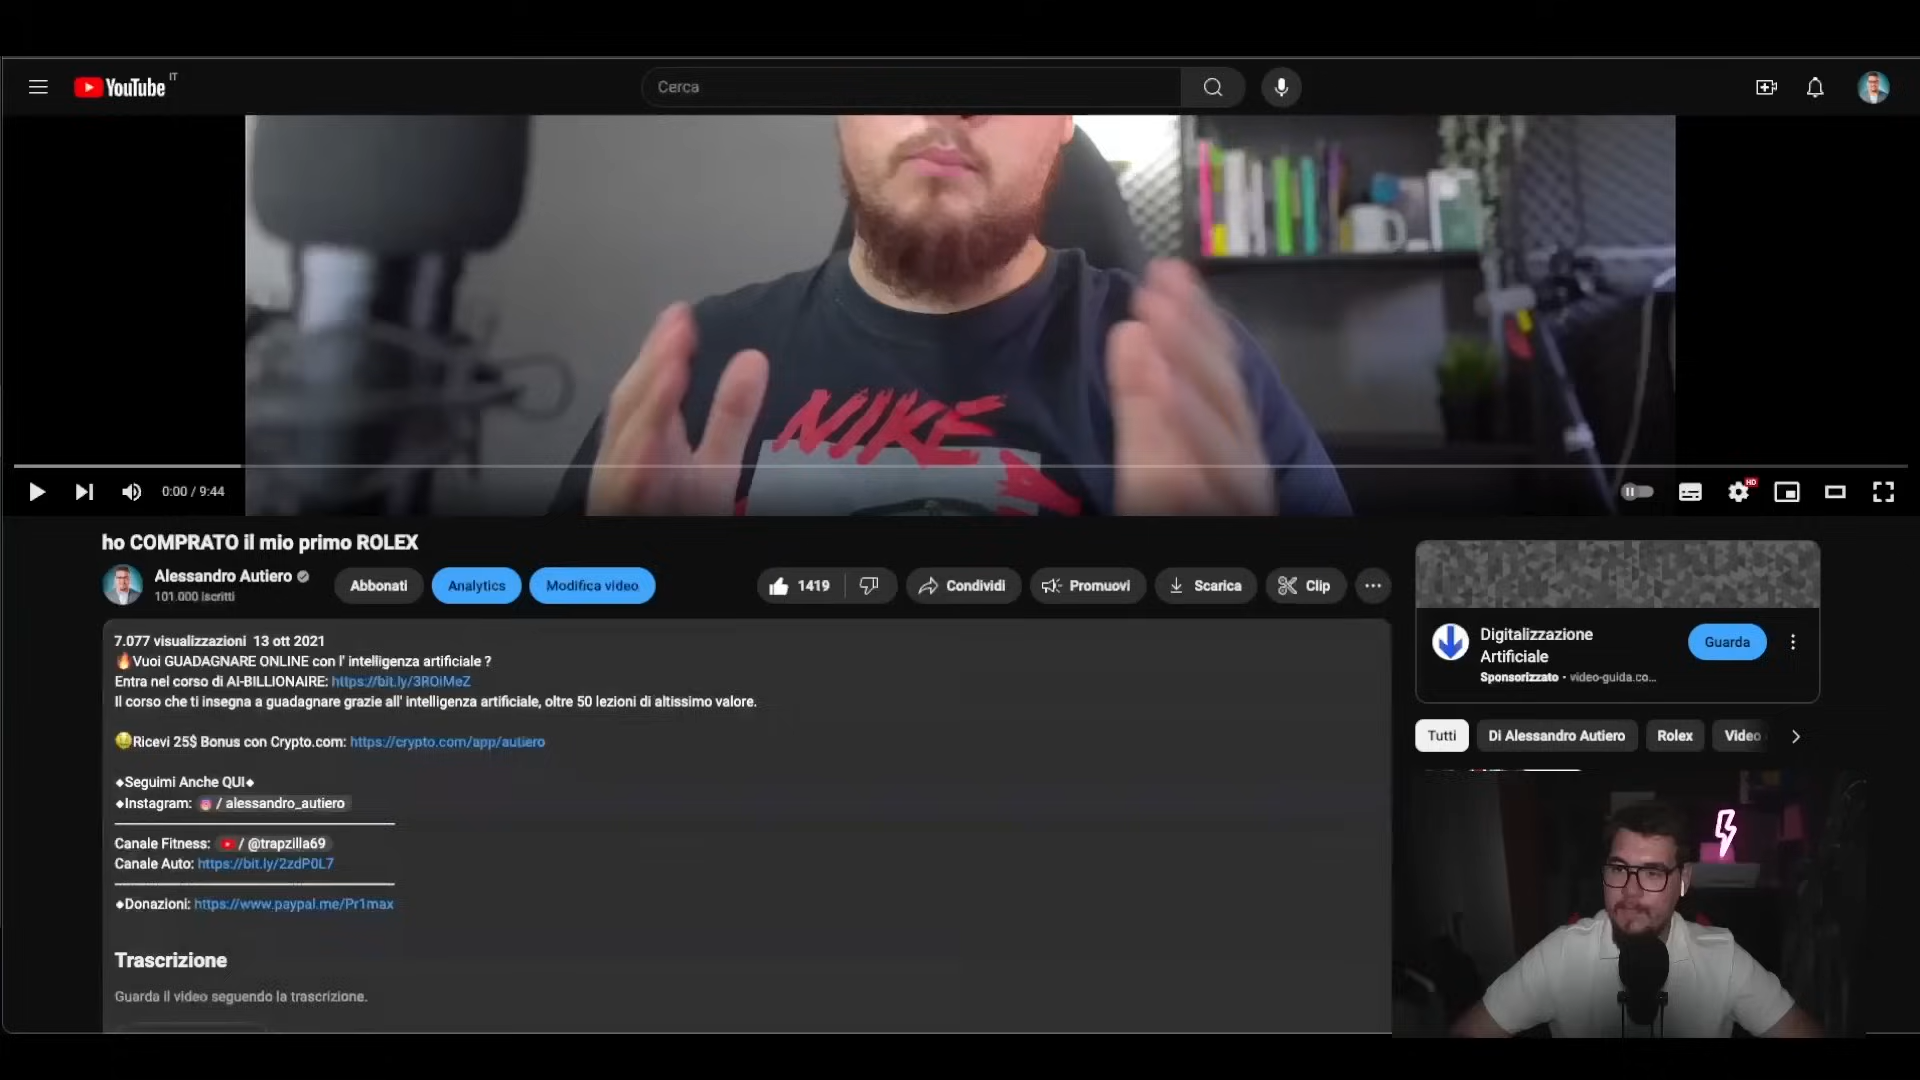 YouTube IT
Cerca
NIKE
0:00 / 9:44
HD
ho COMPRATO il mio primo ROLEX
Alessandro Autiero
101.000 iscritti
Abbonati
Analytics
Modifica video
1419
Condividi
Promuovi
Scarica
Clip
7.077 visualizzazioni 13 ott 2021
🔥Vuoi GUADAGNARE ONLINE con l' intelligenza artificiale ?
Entra nel corso di AI-BILLIONAIRE: https://bit.ly/3ROiMeZ
Il corso che ti insegna a guadagnare grazie all' intelligenza artificiale, oltre 50 lezioni di altissimo valore.
🤑Ricevi 25$ Bonus con Crypto.com: https://crypto.com/app/autiero
◆Seguimi Anche QUI◆
◆Instagram: / alessandro_autiero
Canale Fitness: / @trapzilla69
Canale Auto: https://bit.ly/2zdP0L7
◆Donazioni: https://www.paypal.me/Pr1max
Trascrizione
Guarda il video seguendo la trascrizione.
Digitalizzazione
Artificiale
Sponsorizzato · video-guida.co...
Guarda
Tutti
Di Alessandro Autiero
Rolex
Video